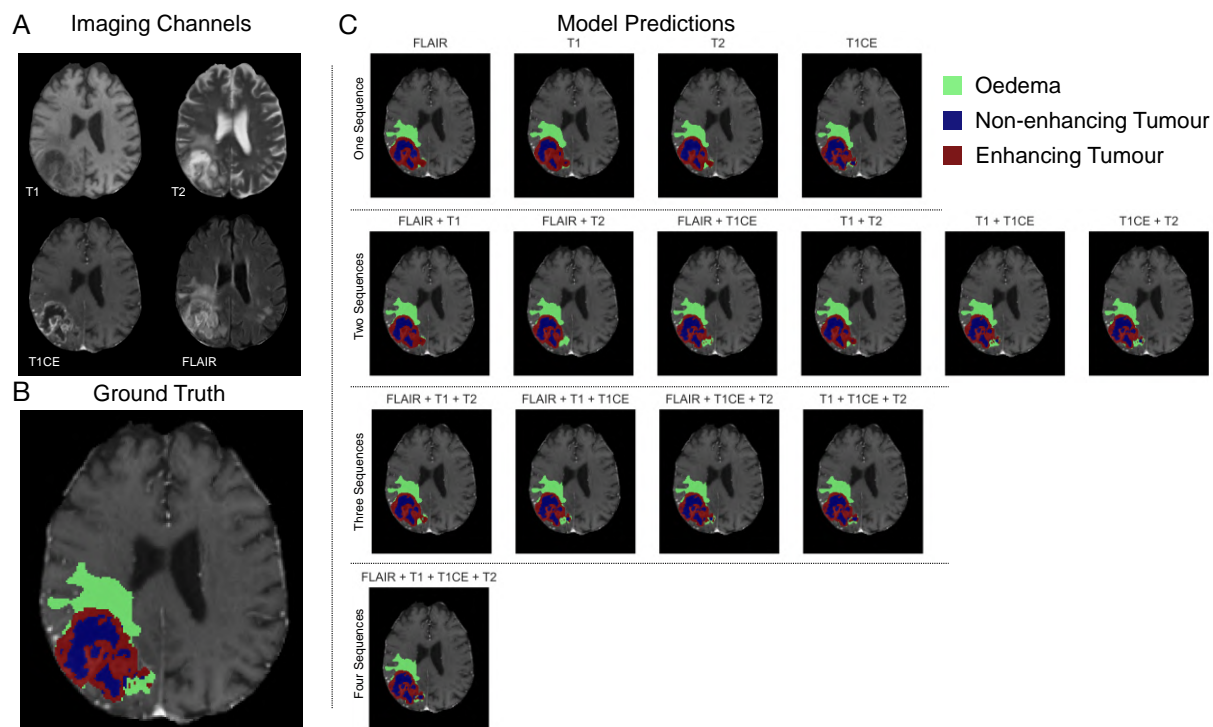 A
Imaging Channels
T1
T2
T1CE
FLAIR
B
Ground Truth
C
Model Predictions
One Sequence
FLAIR
T1
T2
T1CE
Two Sequences
FLAIR + T1
FLAIR + T2
FLAIR + T1CE
T1 + T2
T1 + T1CE
T1CE + T2
Three Sequences
FLAIR + T1 + T2
FLAIR + T1 + T1CE
FLAIR + T1CE + T2
T1 + T1CE + T2
Four Sequences
FLAIR + T1 + T1CE + T2
Oedema
Non-enhancing Tumour
Enhancing Tumour